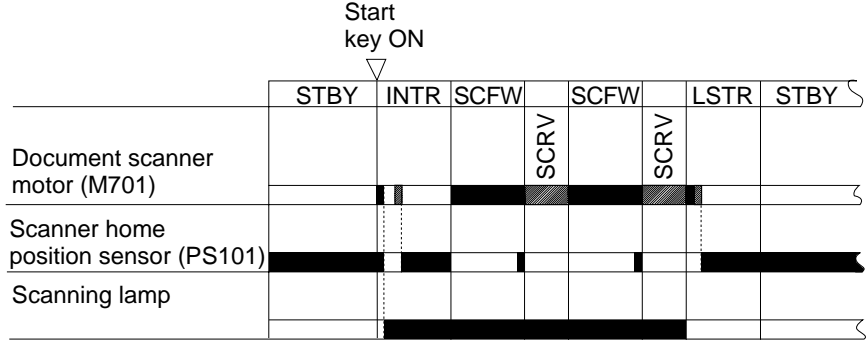 Start
key ON
STBY INTR SCFW SCFW LSTR STBY
SCRV SCRV
Document scanner
motor (M701)
Scanner home
position sensor (PS101)
Scanning lamp